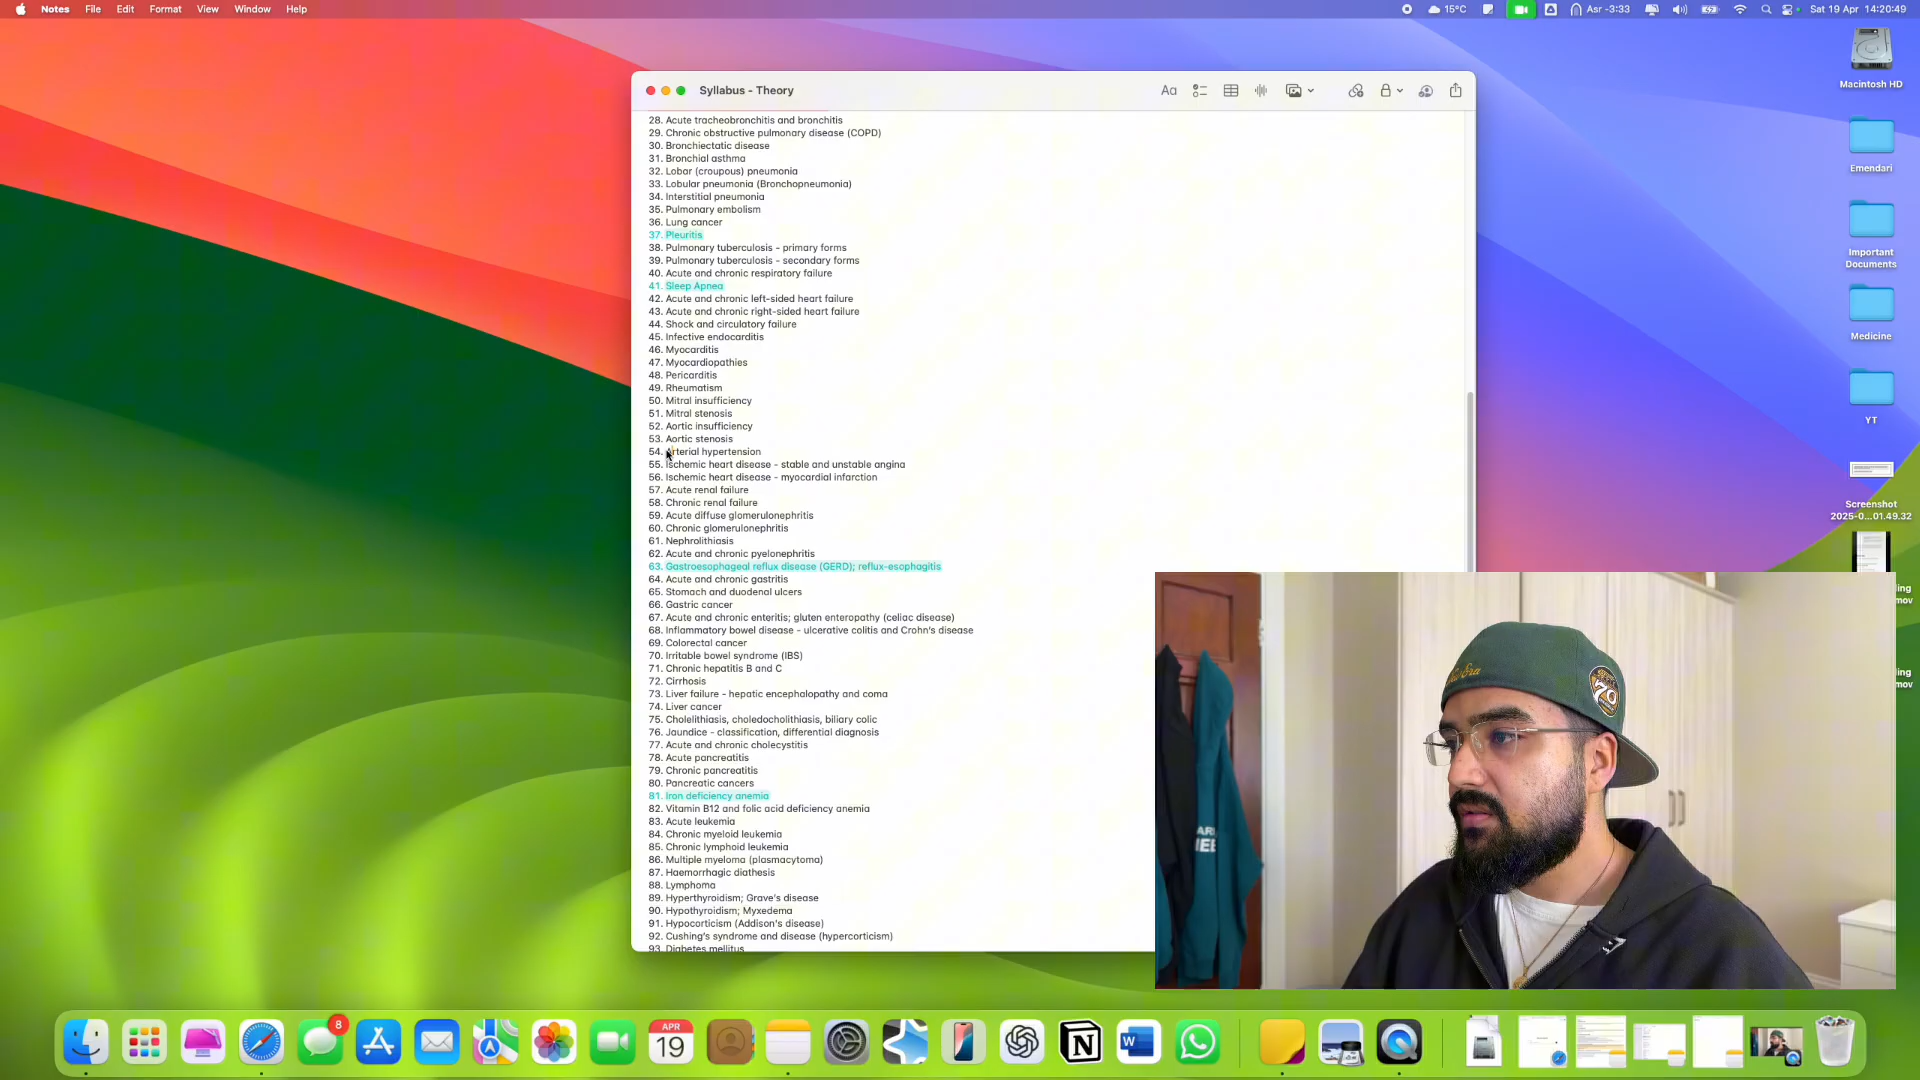 Notes File Edit Format View Window Help
15°C
Asr -3:33
Sat 19 Apr 14:20:49
Syllabus - Theory
Aa
28. Acute tracheobronchitis and bronchitis
29. Chronic obstructive pulmonary disease (COPD)
30. Bronchiectatic disease
31. Bronchial asthma
32. Lobar (croupous) pneumonia
33. Lobular pneumonia (Bronchopneumonia)
34. Interstitial pneumonia
35. Pulmonary embolism
36. Lung cancer
37. Pleuritis
38. Pulmonary tuberculosis - primary forms
39. Pulmonary tuberculosis - secondary forms
40. Acute and chronic respiratory failure
41. Sleep Apnea
42. Acute and chronic left-sided heart failure
43. Acute and chronic right-sided heart failure
44. Shock and circulatory failure
45. Infective endocarditis
46. Myocarditis
47. Myocardiopathies
48. Pericarditis
49. Rheumatism
50. Mitral insufficiency
51. Mitral stenosis
52. Aortic insufficiency
53. Aortic stenosis
54. Arterial hypertension
55. Ischemic heart disease - stable and unstable angina
56. Ischemic heart disease - myocardial infarction
57. Acute renal failure
58. Chronic renal failure
59. Acute diffuse glomerulonephritis
60. Chronic glomerulonephritis
61. Nephrolithiasis
62. Acute and chronic pyelonephritis
63. Gastroesophageal reflux disease (GERD); reflux-esophagitis
64. Acute and chronic gastritis
65. Stomach and duodenal ulcers
66. Gastric cancer
67. Acute and chronic enteritis; gluten enteropathy (celiac disease)
68. Inflammatory bowel disease - ulcerative colitis and Crohn's disease
69. Colorectal cancer
70. Irritable bowel syndrome (IBS)
71. Chronic hepatitis B and C
72. Cirrhosis
73. Liver failure - hepatic encephalopathy and coma
74. Liver cancer
75. Cholelithiasis, choledocholithiasis, biliary colic
76. Jaundice - classification, differential diagnosis
77. Acute and chronic cholecystitis
78. Acute pancreatitis
79. Chronic pancreatitis
80. Pancreatic cancers
81. Iron deficiency anemia
82. Vitamin B12 and folic acid deficiency anemia
83. Acute leukemia
84. Chronic myeloid leukemia
85. Chronic lymphoid leukemia
86. Multiple myeloma (plasmacytoma)
87. Haemorrhagic diathesis
88. Lymphoma
89. Hyperthyroidism; Grave's disease
90. Hypothyroidism; Myxedema
91. Hypocorticism (Addison's disease)
92. Cushing's syndrome and disease (hypercorticism)
93. Diabetes mellitus
Macintosh HD
Emendari
Important
Documents
Medicine
YT
Screenshot
2025-0...01.49.32
ing
mov
ing
mov
79
8
APR
19
W